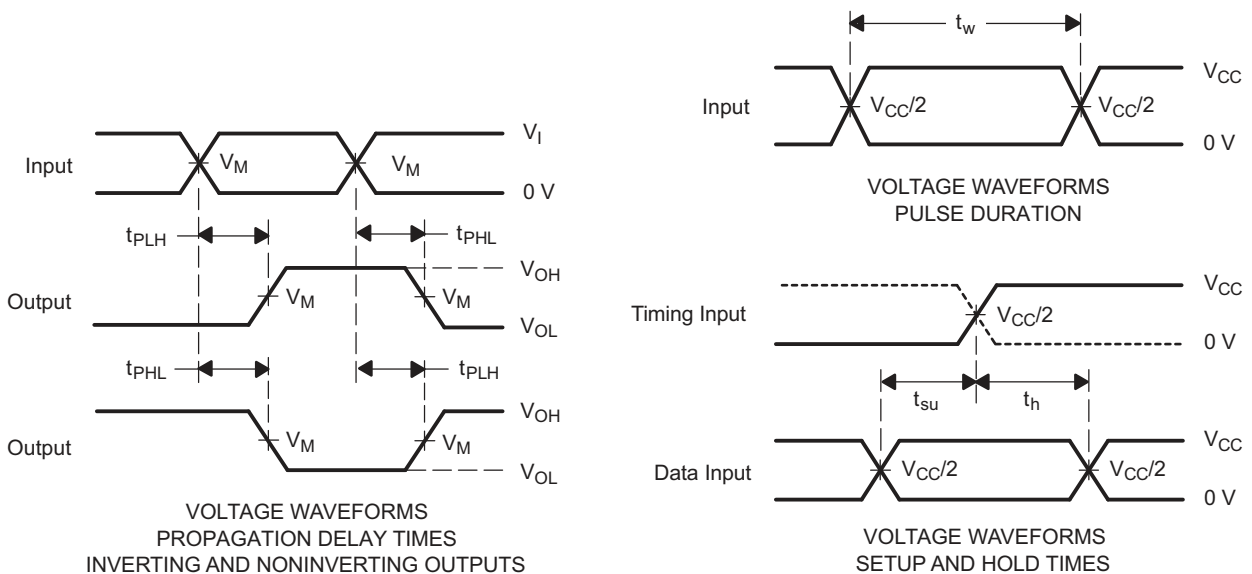 Input
V_M
V_M
V_I
0 V
t_PLH
t_PHL
Output
V_M
V_M
V_OH
V_OL
t_PHL
t_PLH
Output
V_M
V_M
V_OH
V_OL
VOLTAGE WAVEFORMS
PROPAGATION DELAY TIMES
INVERTING AND NONINVERTING OUTPUTS
t_w
Input
V_CC/2
V_CC/2
V_CC
0 V
VOLTAGE WAVEFORMS
PULSE DURATION
Timing Input
V_CC/2
V_CC
0 V
t_su
t_h
Data Input
V_CC/2
V_CC/2
V_CC
0 V
VOLTAGE WAVEFORMS
SETUP AND HOLD TIMES